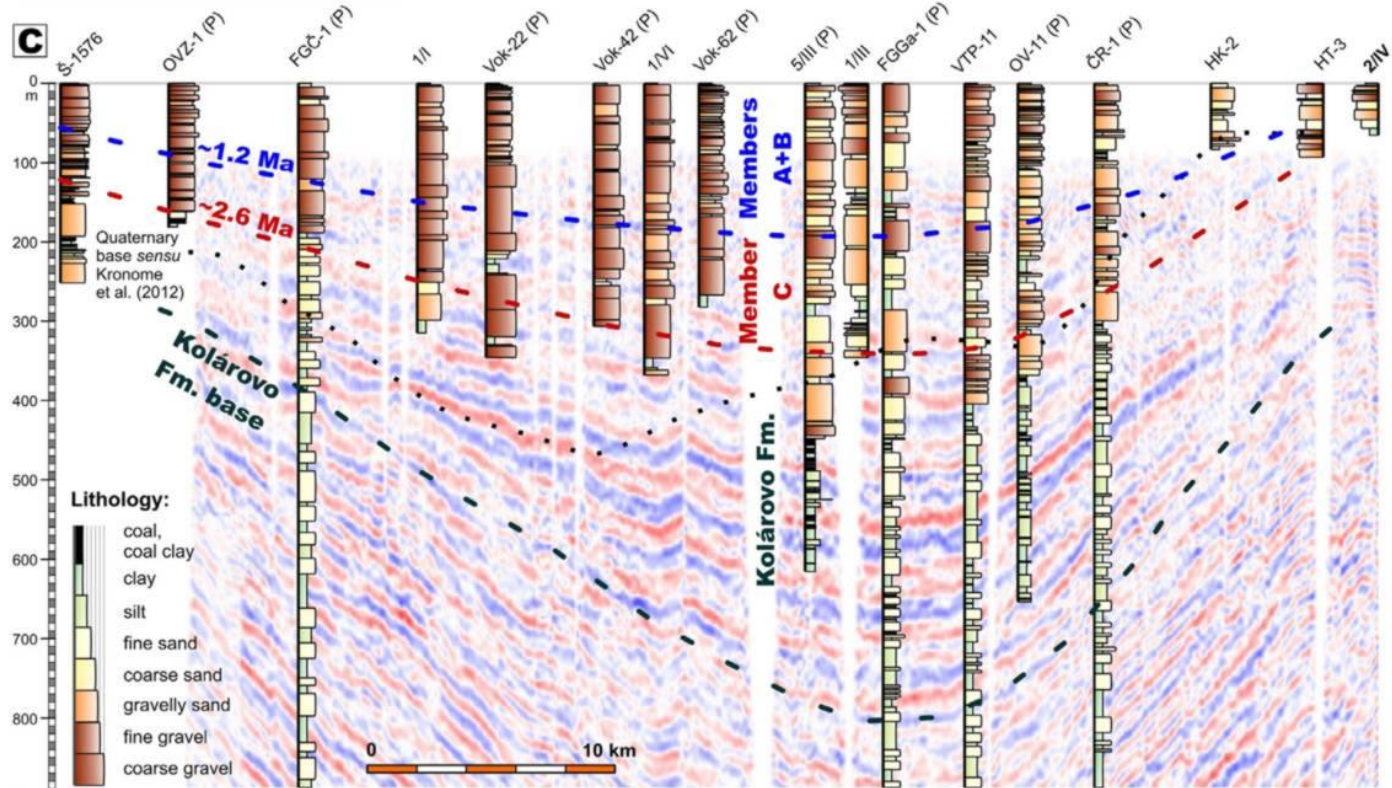 C
Š-1576
OVZ-1 (P)
FGČ-1 (P)
1/I
Vok-22 (P)
Vok-42 (P)
1/VI
Vok-62 (P)
5/III (P)
1/III
FGGa-1 (P)
VTP-11
OV-11 (P)
ČR-1 (P)
HK-2
HT-3
2/IV
0
m
100
200
300
400
500
600
700
800
~1.2 Ma
~2.6 Ma
Quaternary
base sensu
Kronome
et al. (2012)
Kolárovo
Fm. base
Members
A+B
Member
C
Kolárovo Fm.
Lithology:
coal,
coal clay
clay
silt
fine sand
coarse sand
gravelly sand
fine gravel
coarse gravel
0
10 km